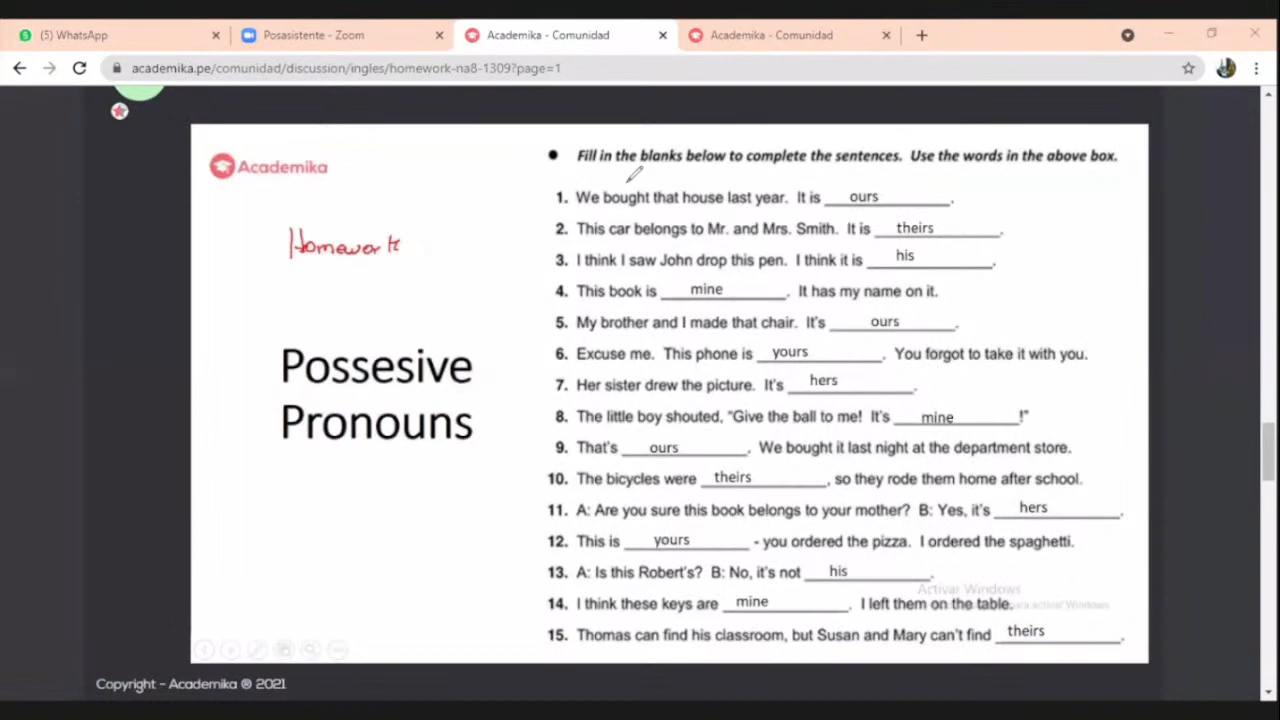 (5) WhatsApp
Posasistente - Zoom
Academika - Comunidad
Academika - Comunidad
academika.pe/comunidad/discussion/ingles/homework-na8-1309?page=1
Academika
Homework
Possesive
Pronouns
● Fill in the blanks below to complete the sentences. Use the words in the above box.
1. We bought that house last year. It is ours.
2. This car belongs to Mr. and Mrs. Smith. It is theirs.
3. I think I saw John drop this pen. I think it is his.
4. This book is mine. It has my name on it.
5. My brother and I made that chair. It's ours.
6. Excuse me. This phone is yours. You forgot to take it with you.
7. Her sister drew the picture. It's hers.
8. The little boy shouted, "Give the ball to me! It's mine!"
9. That's ours. We bought it last night at the department store.
10. The bicycles were theirs, so they rode them home after school.
11. A: Are you sure this book belongs to your mother? B: Yes, it's hers.
12. This is yours - you ordered the pizza. I ordered the spaghetti.
13. A: Is this Robert's? B: No, it's not his.
14. I think these keys are mine. I left them on the table.
15. Thomas can find his classroom, but Susan and Mary can't find theirs.
Activar Windows
para activar Windows
Copyright - Academika ® 2021